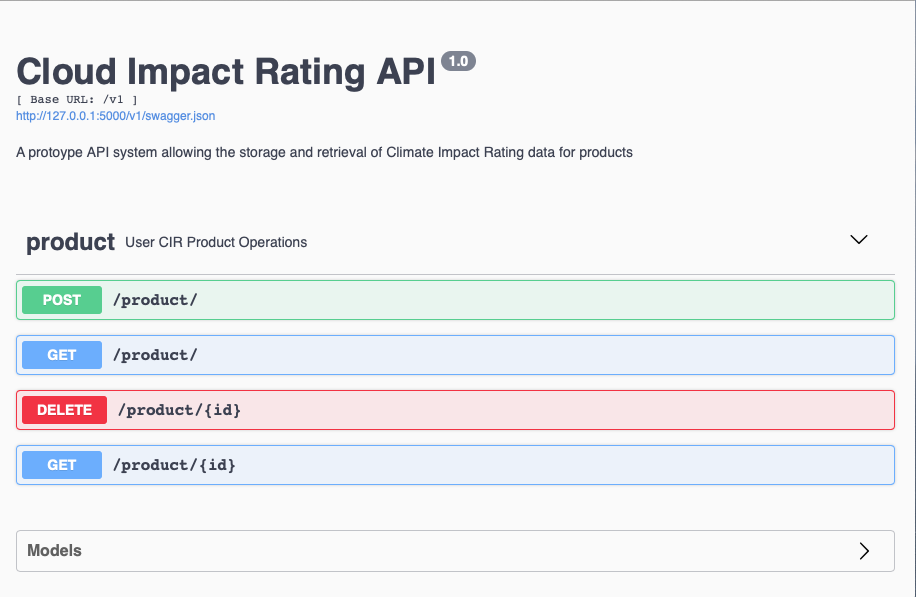 Cloud Impact Rating API 1.0
[ Base URL: /v1 ]
http://127.0.0.1:5000/v1/swagger.json
A protoype API system allowing the storage and retrieval of Climate Impact Rating data for products
product User CIR Product Operations
POST /product/
GET /product/
DELETE /product/{id}
GET /product/{id}
Models